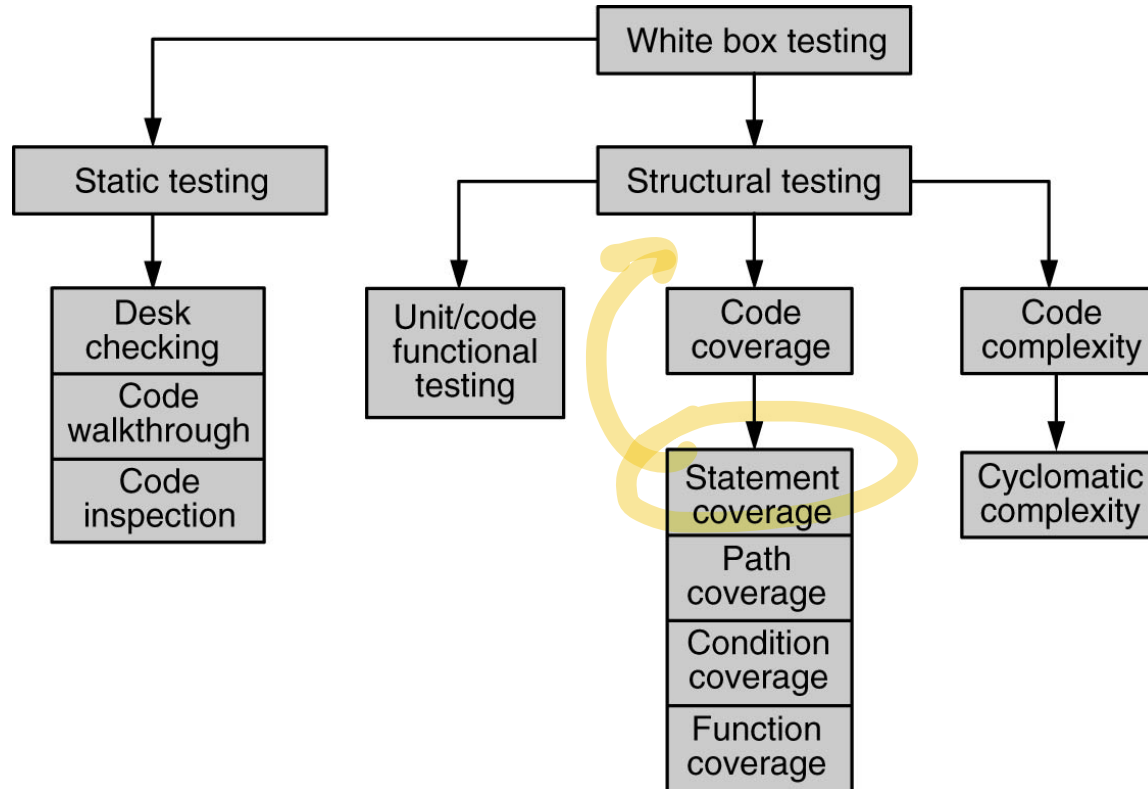 White box testing
Static testing
Structural testing
Desk
checking
Code
walkthrough
Code
inspection
Unit/code
functional
testing
Code
coverage
Statement
coverage
Path
coverage
Condition
coverage
Function
coverage
Code
complexity
Cyclomatic
complexity